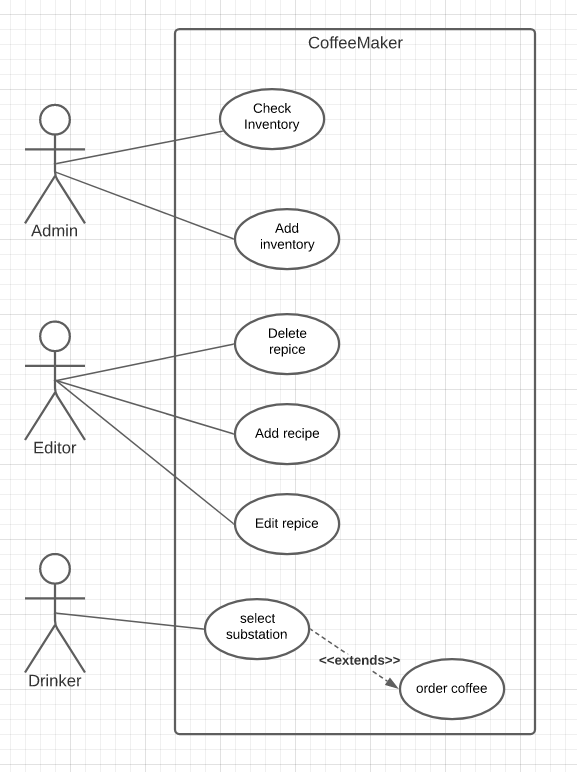 CoffeeMaker
Check
Inventory
Admin
Add
inventory
Delete
repice
Editor
Add recipe
Edit repice
select
substation
<<extends>>
Drinker
order coffee